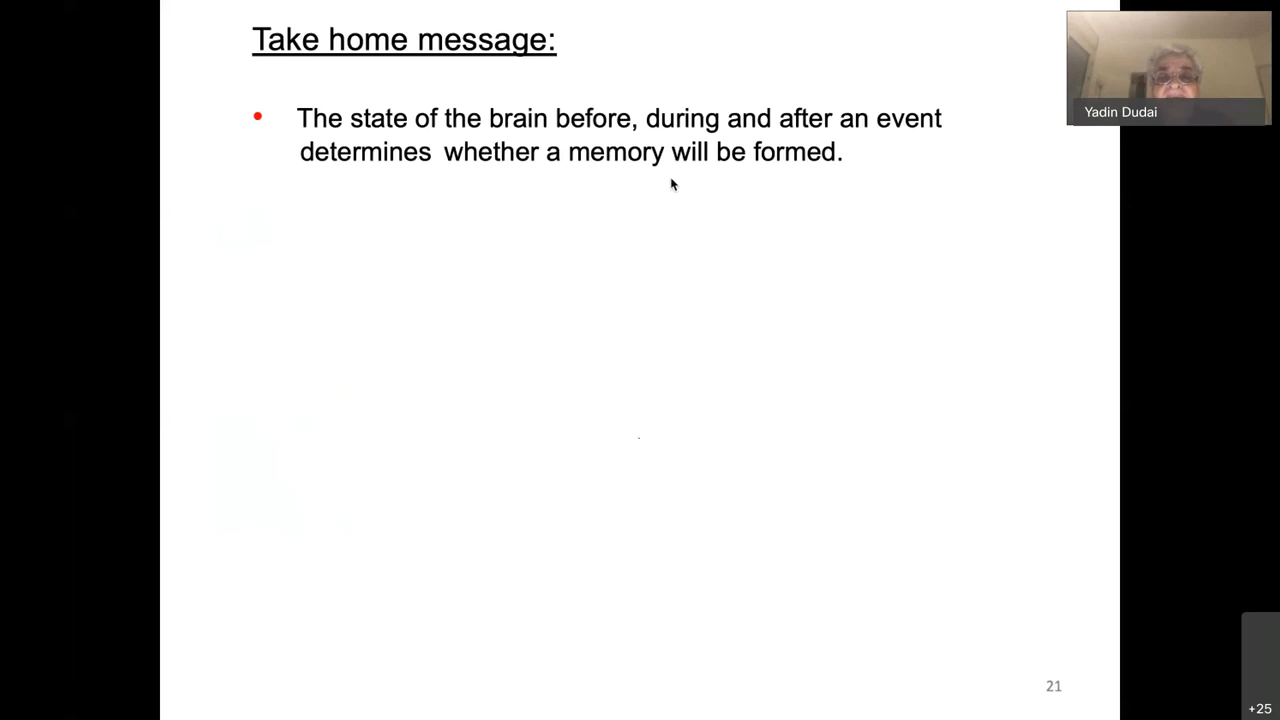 Take home message:
Yadin Dudai
• The state of the brain before, during and after an event
determines whether a memory will be formed.
21
+25